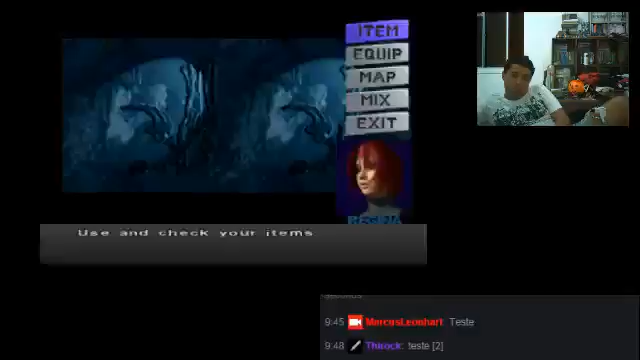 ITEM
EQUIP
MAP
MIX
EXIT
REGINA
Use and check your items
9:45 MarcusLeonhart: Teste
9:48 Thirock: teste [2]